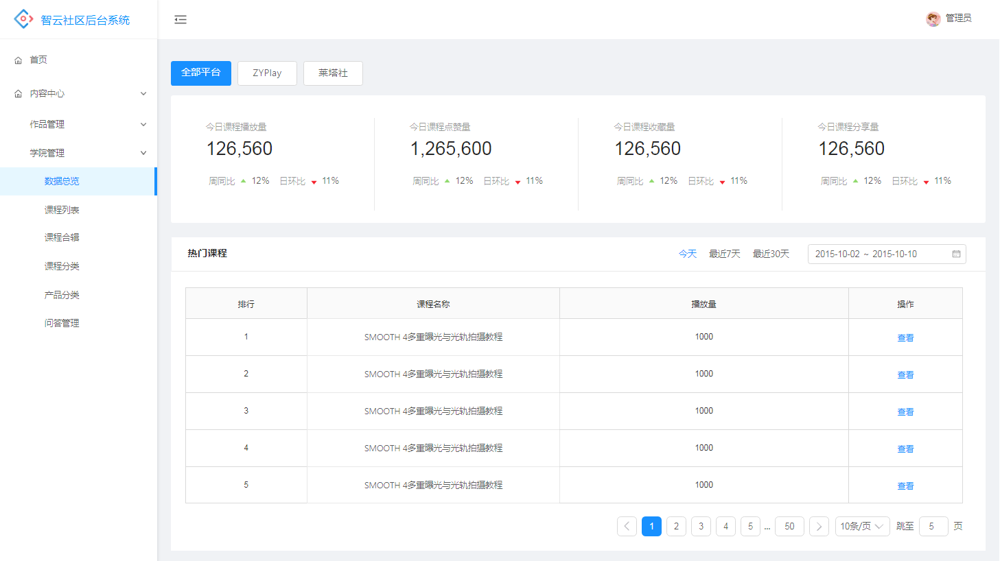 智云社区后台系统
管理员
首页
内容中心
作品管理
学院管理
数据总览
课程列表
课程合辑
课程分类
产品分类
问答管理
全部平台 ZYPlay 莱塔社
今日课程播放量 今日课程点赞量 今日课程收藏量 今日课程分享量
126,560 1,265,600 126,560 126,560
周同比 12% 日环比 11% 周同比 12% 日环比 11% 周同比 12% 日环比 11% 周同比 12% 日环比 11%
热门课程 今天 最近7天 最近30天 2015-10-02 ~ 2015-10-10
排行 课程名称 播放量 操作
1 SMOOTH 4多重曝光与光轨拍摄教程 1000 查看
2 SMOOTH 4多重曝光与光轨拍摄教程 1000 查看
3 SMOOTH 4多重曝光与光轨拍摄教程 1000 查看
4 SMOOTH 4多重曝光与光轨拍摄教程 1000 查看
5 SMOOTH 4多重曝光与光轨拍摄教程 1000 查看
1 2 3 4 5 ... 50 10条/页 跳至 5 页